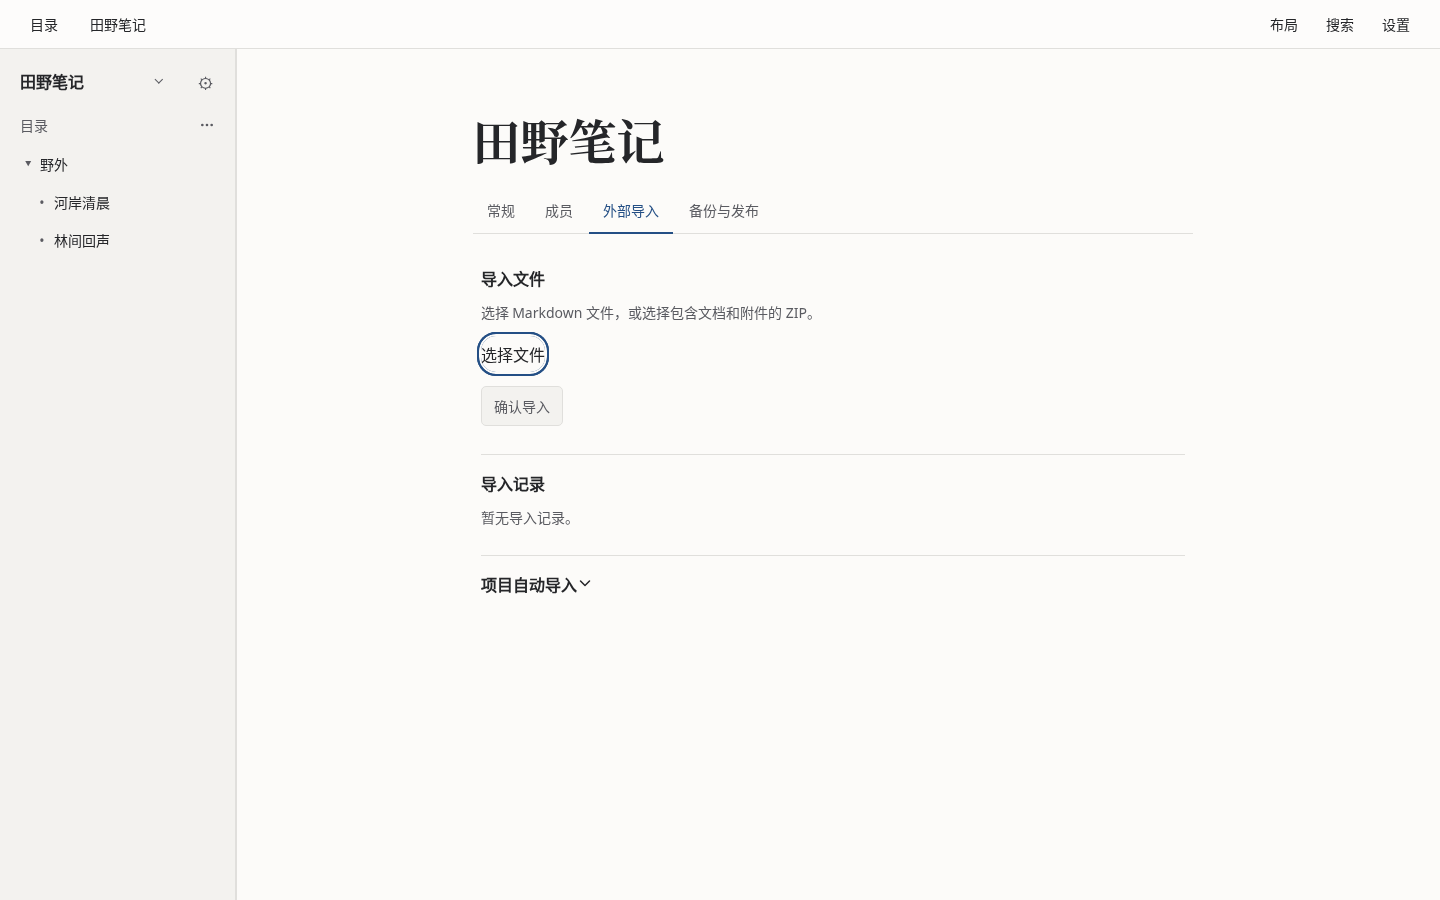 目录 田野笔记 布局 搜索 设置
田野笔记
目录
野外
河岸清晨
林间回声
田野笔记
常规 成员 外部导入 备份与发布
导入文件
选择 Markdown 文件，或选择包含文档和附件的 ZIP。
选择文件
确认导入
导入记录
暂无导入记录。
项目自动导入